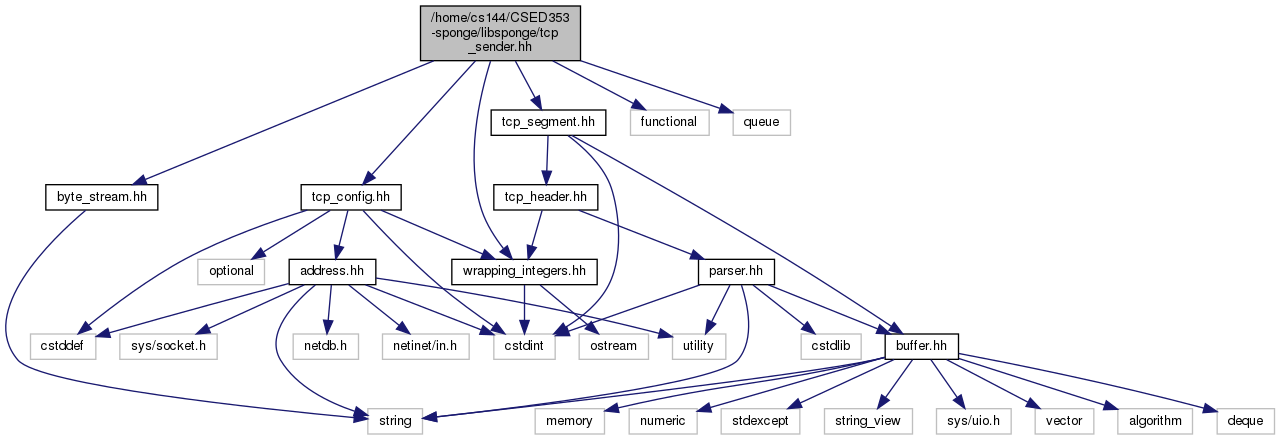 /home/cs144/CSED353
-sponge/libsponge/tcp
_sender.hh
tcp_segment.hh
functional
queue
byte_stream.hh
tcp_config.hh
tcp_header.hh
optional
address.hh
wrapping_integers.hh
parser.hh
cstddef
sys/socket.h
netdb.h
netinet/in.h
cstdint
ostream
utility
cstdlib
buffer.hh
string
memory
numeric
stdexcept
string_view
sys/uio.h
vector
algorithm
deque